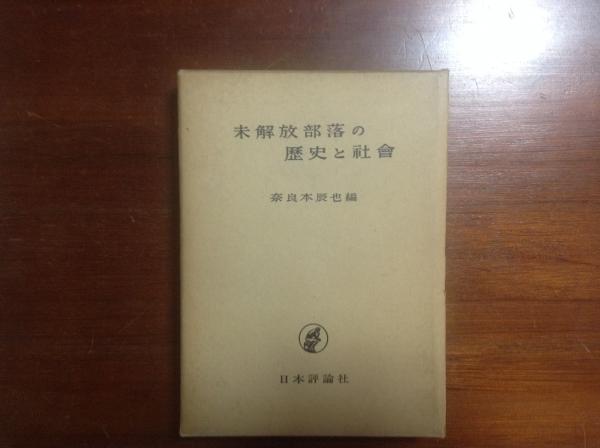 未解放部落の
歷史と社會
奈良本辰也編
日本評論社